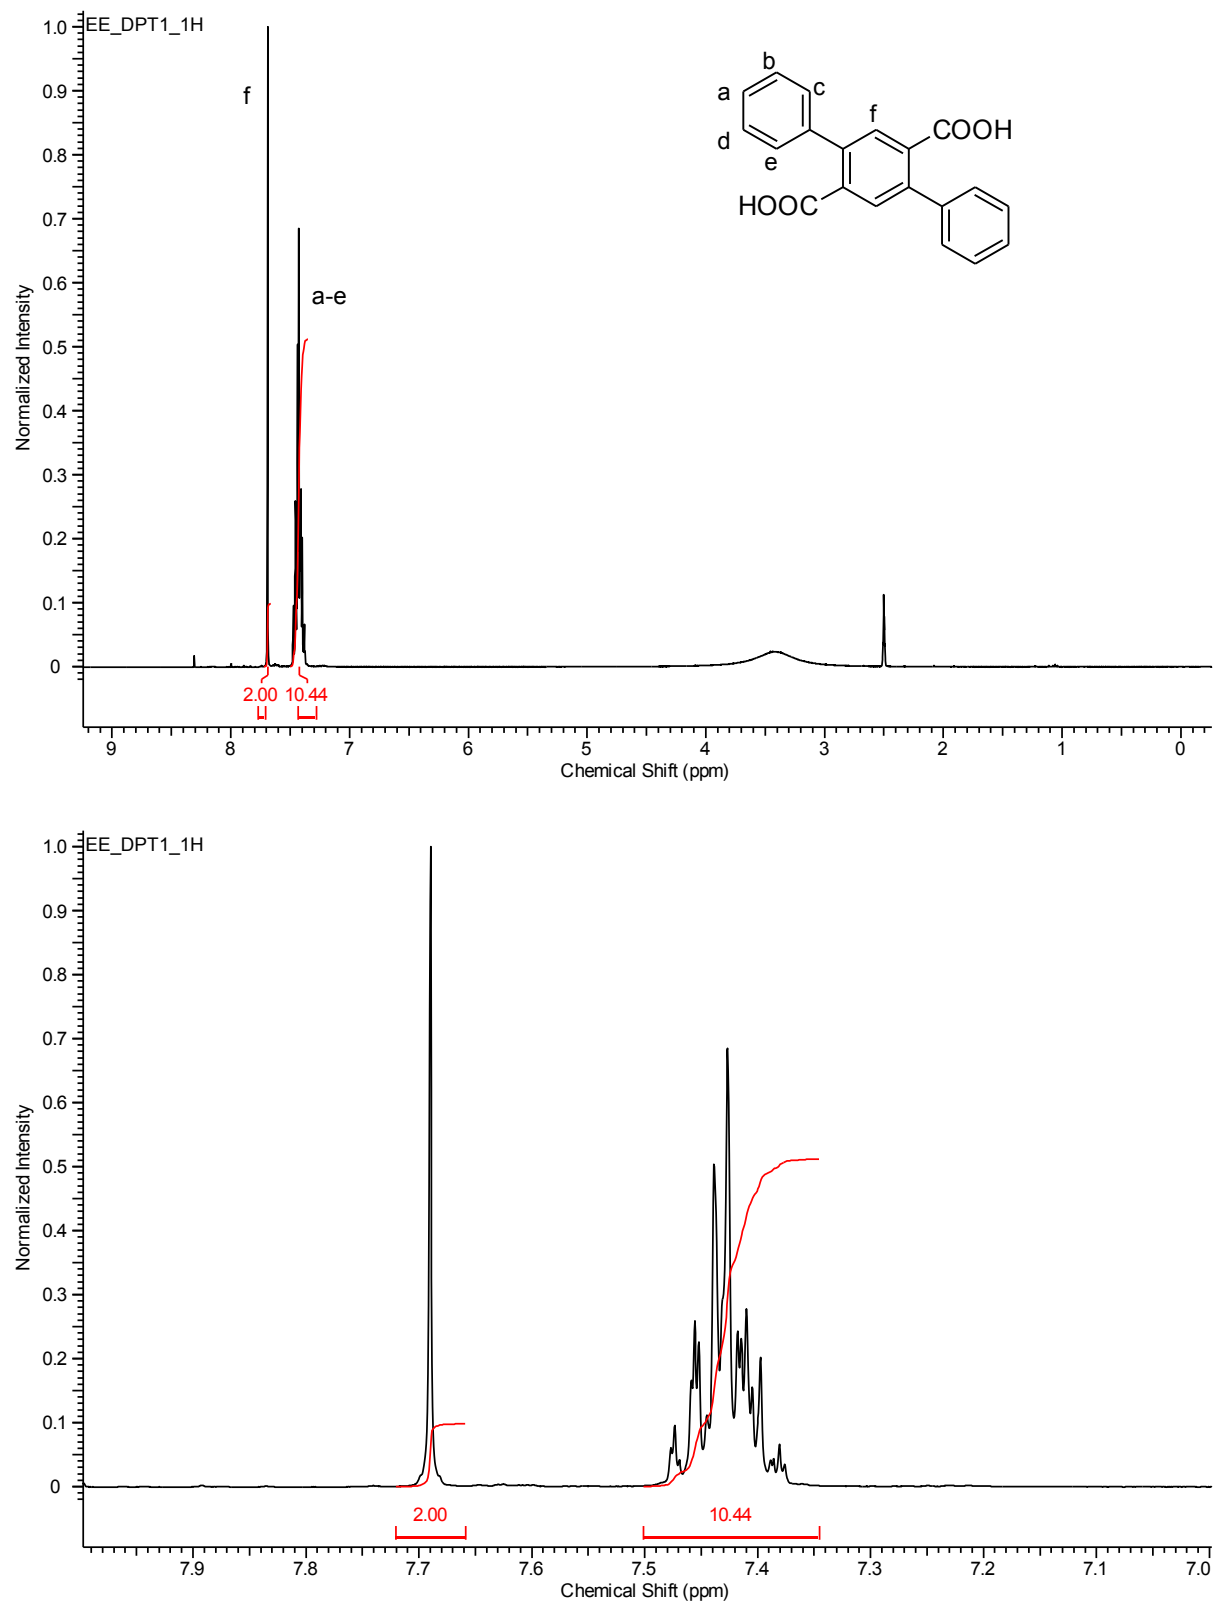 EE_DPT1_1H
1.0
0.9
0.8
0.7
0.6
0.5
0.4
0.3
0.2
0.1
0
Normalized Intensity
f
a-e
b
a
c
f
COOH
d
e
HOOC
2.00 10.44
9 8 7 6 5 4 3 2 1 0
Chemical Shift (ppm)
EE_DPT1_1H
1.0
0.9
0.8
0.7
0.6
0.5
0.4
0.3
0.2
0.1
0
Normalized Intensity
2.00 10.44
7.9 7.8 7.7 7.6 7.5 7.4 7.3 7.2 7.1 7.0
Chemical Shift (ppm)